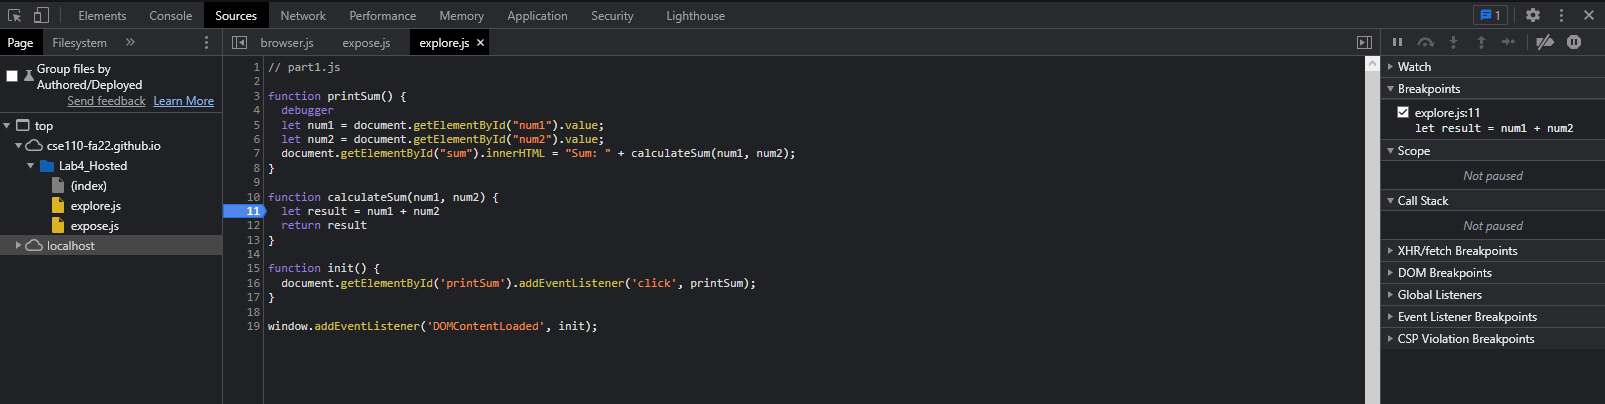 Elements Console Sources Network Performance Memory Application Security Lighthouse 1
Page Filesystem
browser.js expose.js explore.js
Group files by
Authored/Deployed
Send feedback Learn More
top
cse110-fa22.github.io
Lab4_Hosted
(index)
explore.js
expose.js
localhost
1 // part1.js
2
3 function printSum() {
4 debugger
5 let num1 = document.getElementById("num1").value;
6 let num2 = document.getElementById("num2").value;
7 document.getElementById("sum").innerHTML = "Sum: " + calculateSum(num1, num2);
8 }
9
10 function calculateSum(num1, num2) {
11 let result = num1 + num2
12 return result
13 }
14
15 function init() {
16 document.getElementById('printSum').addEventListener('click', printSum);
17 }
18
19 window.addEventListener('DOMContentLoaded', init);
Watch
Breakpoints
explore.js:11
let result = num1 + num2
Scope
Not paused
Call Stack
Not paused
XHR/fetch Breakpoints
DOM Breakpoints
Global Listeners
Event Listener Breakpoints
CSP Violation Breakpoints